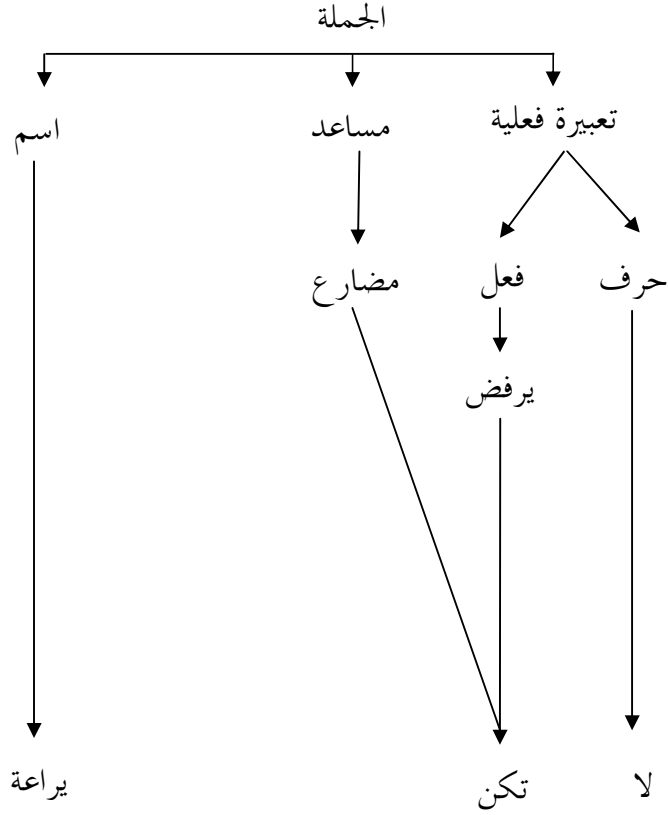 الجملة
تعبيرة فعلية مساعد اسم
حرف فعل مضارع
يرفض
لا تكن يراعة